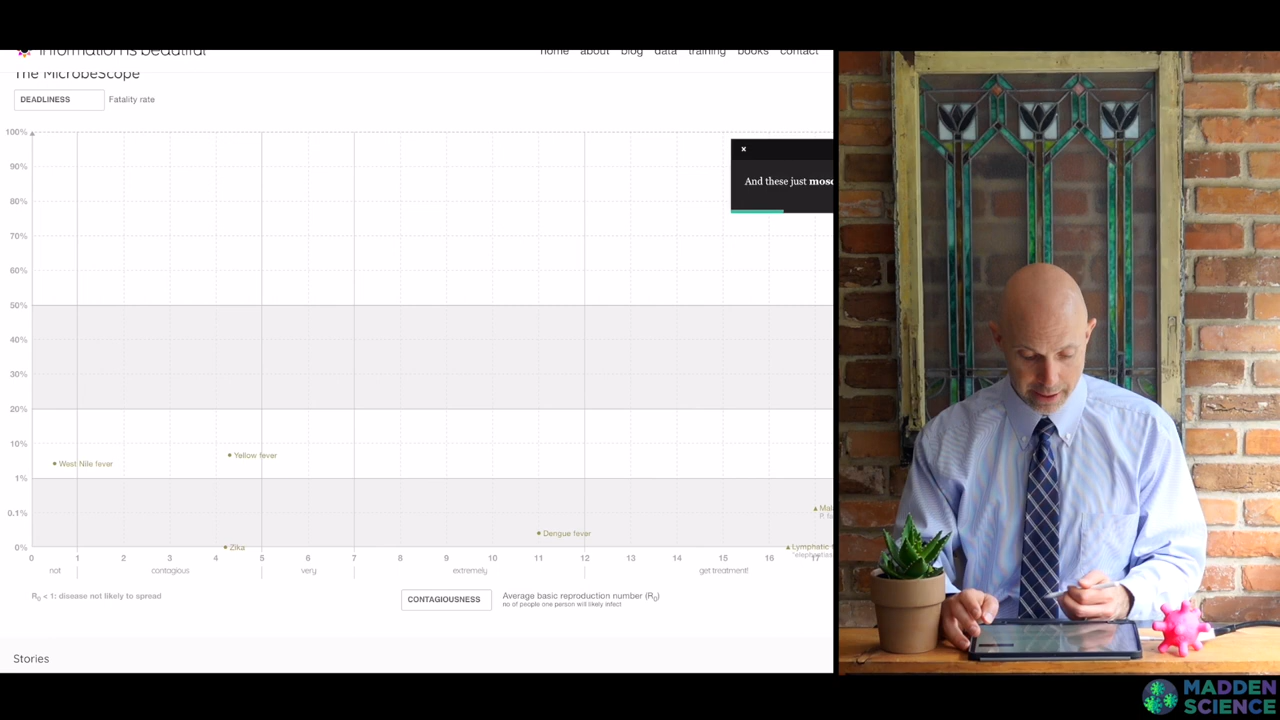 home about blog data training books contact
The MicrobeScope
DEADLINESS Fatality rate
100%
90%
80%
70%
60%
50%
40%
30%
20%
10%
1%
0.1%
0%
×
And these just
West Nile fever
Yellow fever
Zika
Dengue fever
Lymphatic
0 1 2 3 4 5 6 7 8 9 10 11 12 13 14 15 16 17
not contagious very extremely get treatment!
R0 < 1: disease not likely to spread
CONTAGIOUSNESS Average basic reproduction number (R0)
no of people one person will likely infect
Stories
MADDEN
SCIENCE